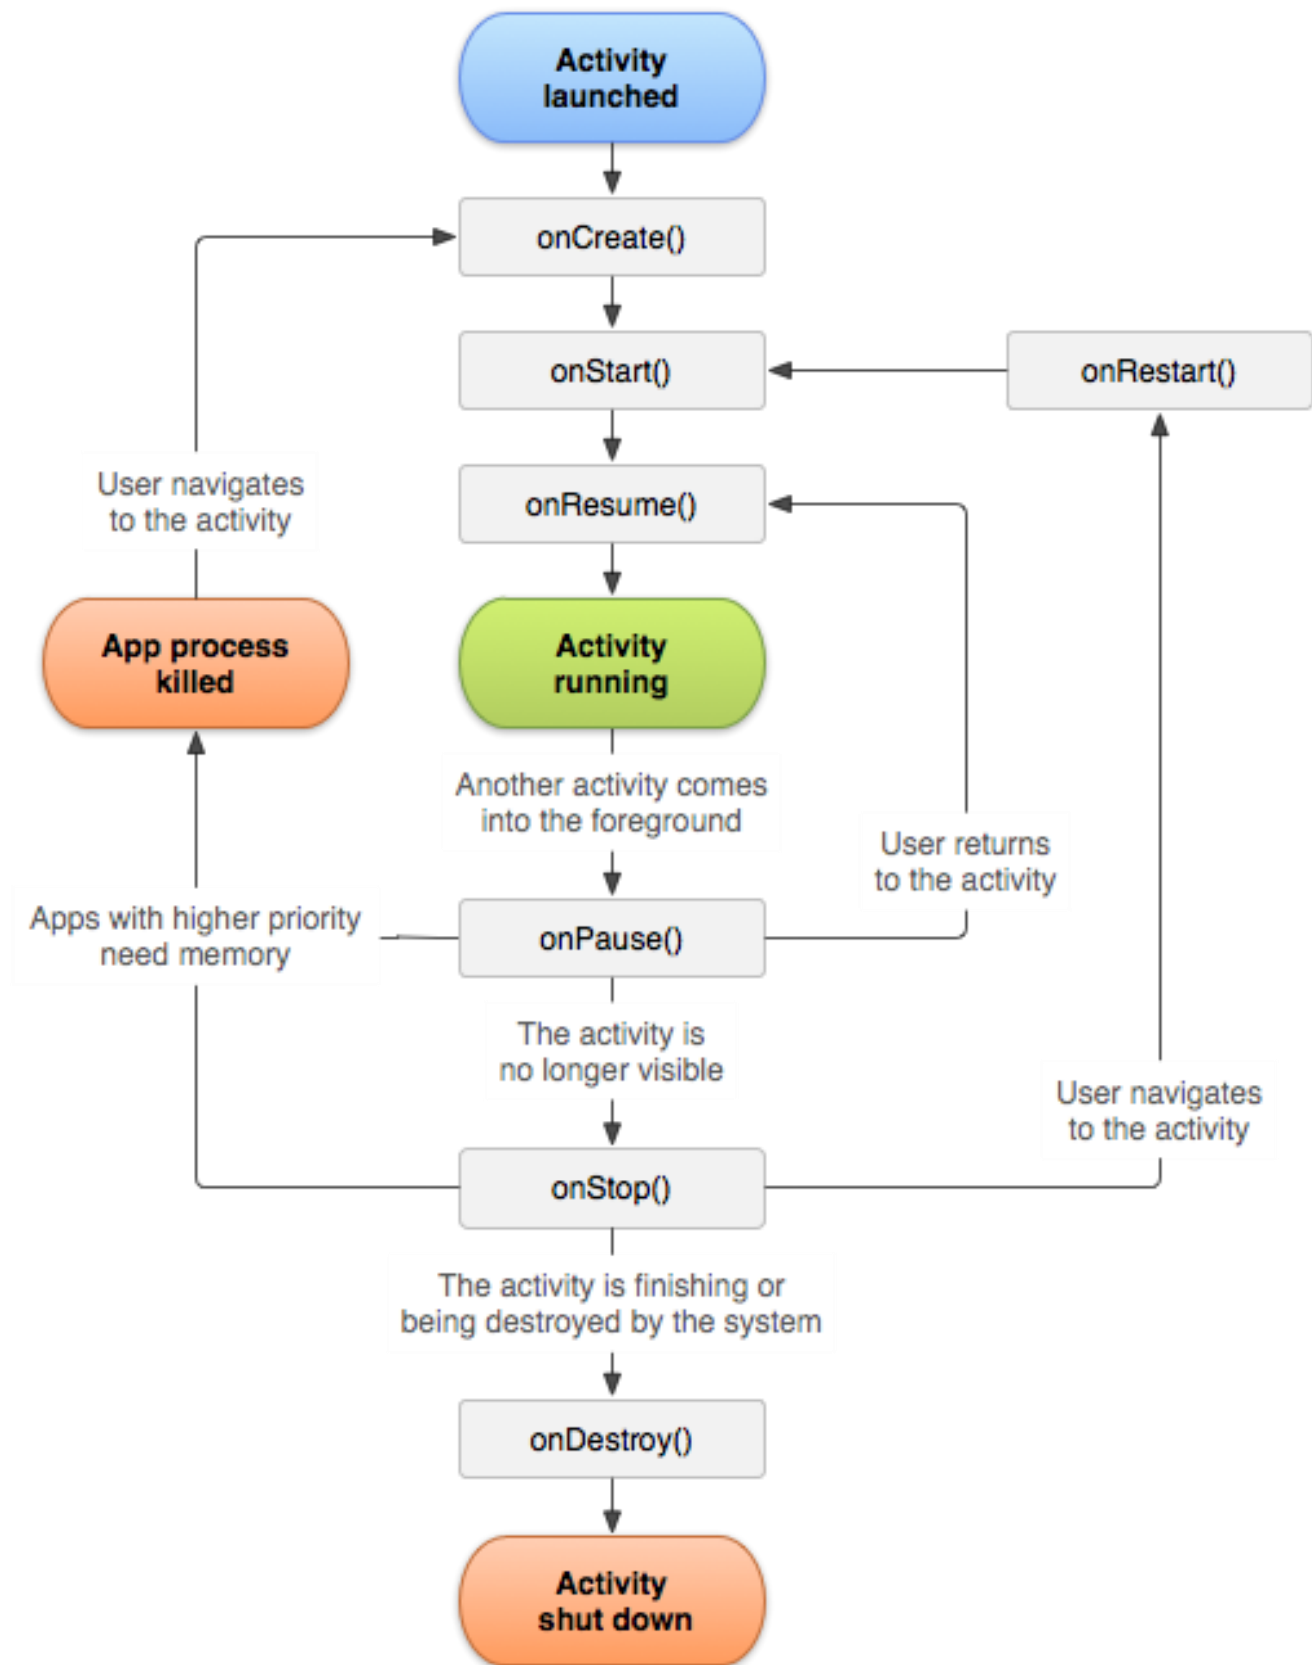 Activity
launched
onCreate()
onStart()
onRestart()
User navigates
to the activity
onResume()
App process
killed
Activity
running
Another activity comes
into the foreground
User returns
to the activity
Apps with higher priority
need memory
onPause()
The activity is
no longer visible
User navigates
to the activity
onStop()
The activity is finishing or
being destroyed by the system
onDestroy()
Activity
shut down